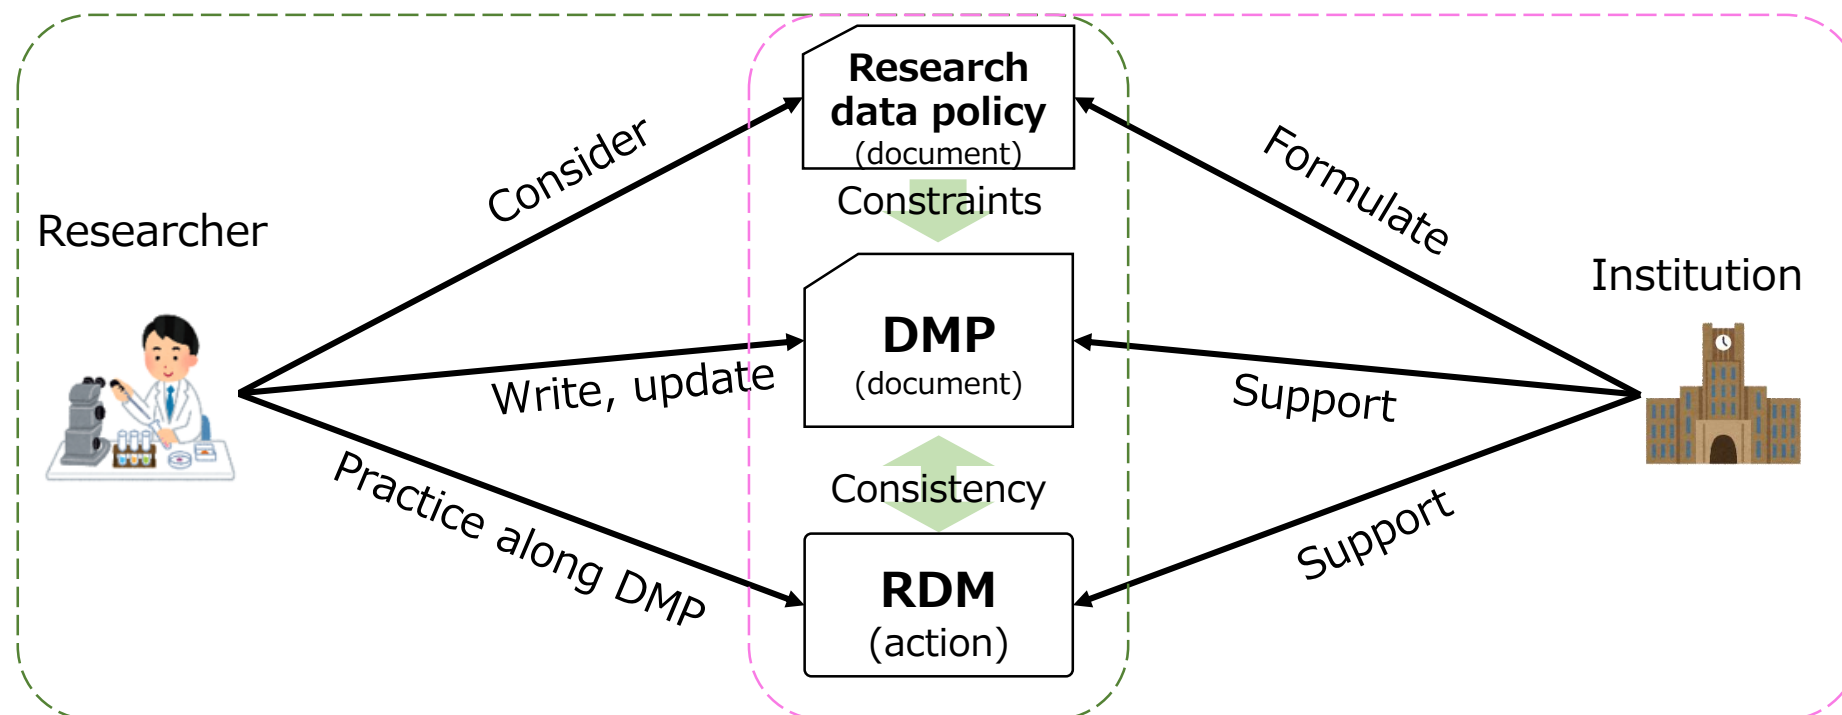 Research
data policy
(document)
Consider
Formulate
Constraints
Researcher
Institution
DMP
(document)
Write, update
Support
Consistency
Practice along DMP
Support
RDM
(action)